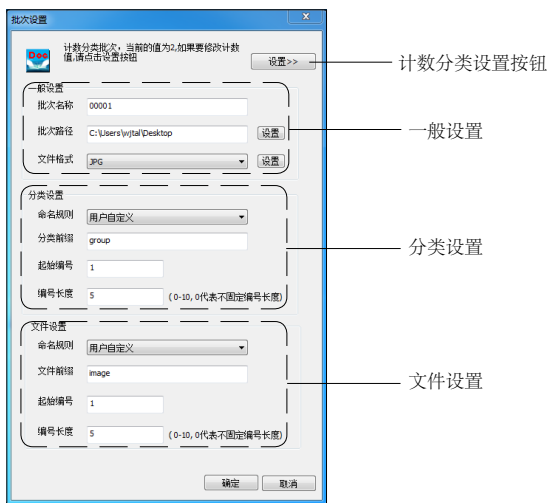 批次设置
x
Doc
计数分类批次，当前的值为2,如果要修改计数
值,请点击设置按钮
设置>>
计数分类设置按钮
一般设置
批次名称 00001
批次路径 C:\Users\wjtal\Desktop 设置
一般设置
文件格式 JPG 设置
分类设置
命名规则 用户自定义
分类前缀 group
分类设置
起始编号 1
编号长度 5 (0-10, 0代表不固定编号长度)
文件设置
命名规则 用户自定义
文件前缀 image
文件设置
起始编号 1
编号长度 5 (0-10, 0代表不固定编号长度)
确定 取消